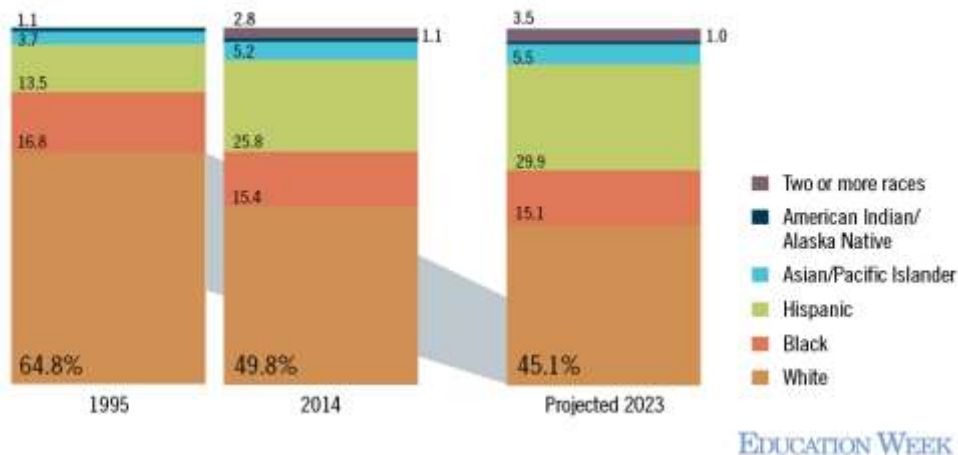 1.1
3.7
13.5
16.8
64.8%
1995
2.8
1.1
5.2
25.8
15.4
49.8%
2014
3.5
1.0
5.5
29.9
15.1
45.1%
Projected 2023
Two or more races
American Indian/
Alaska Native
Asian/Pacific Islander
Hispanic
Black
White
EDUCATION WEEK